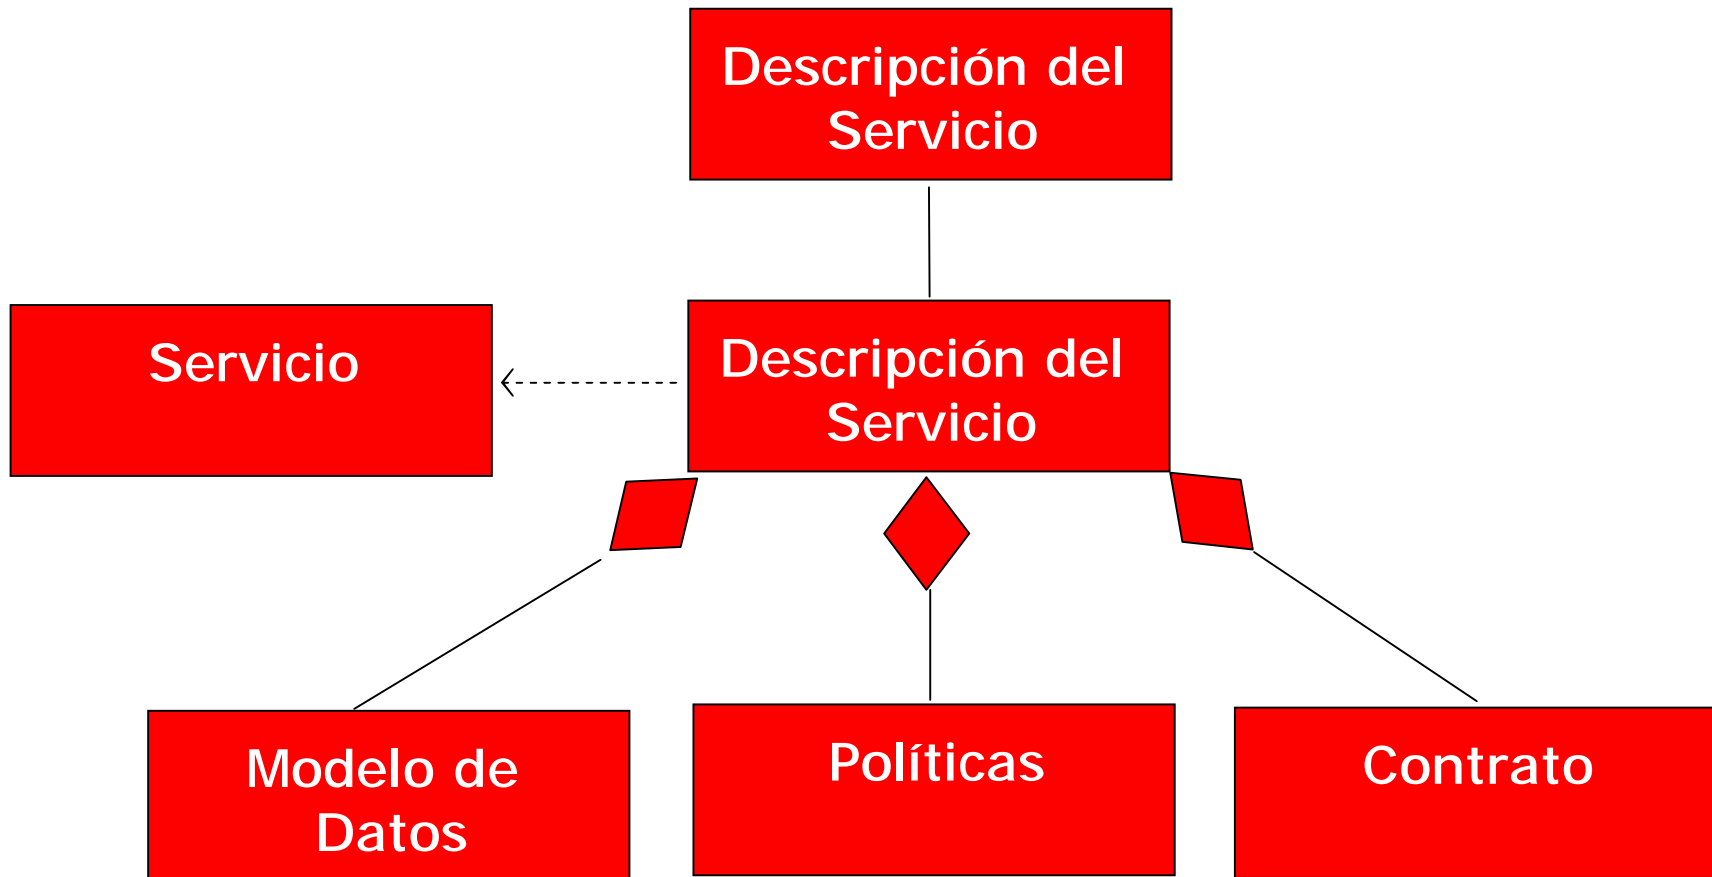 Descripción del
Servicio
Servicio
Descripción del
Servicio
Modelo de
Datos
Políticas
Contrato